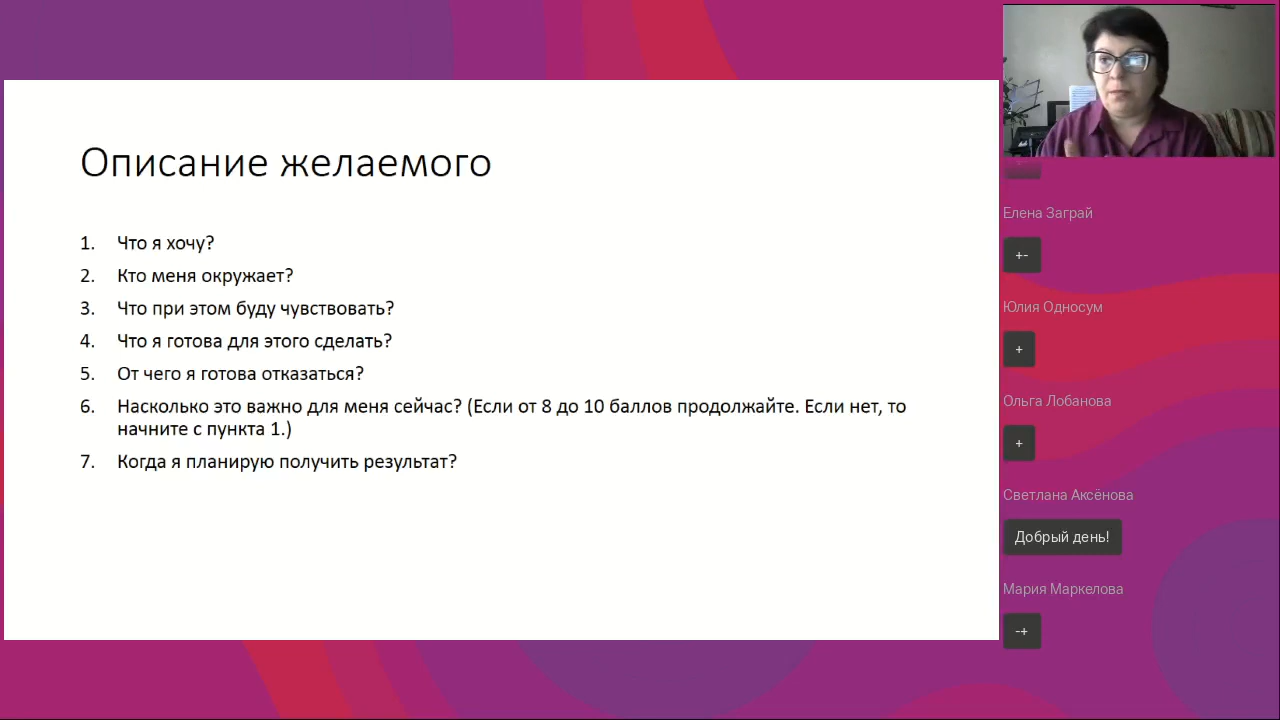 Описание желаемого
1. Что я хочу?
2. Кто меня окружает?
3. Что при этом буду чувствовать?
4. Что я готова для этого сделать?
5. От чего я готова отказаться?
6. Насколько это важно для меня сейчас? (Если от 8 до 10 баллов продолжайте. Если нет, то
начните с пункта 1.)
7. Когда я планирую получить результат?
Елена Заграй
+-
Юлия Односум
+
Ольга Лобанова
+
Светлана Аксёнова
Добрый день!
Мария Маркелова
-+